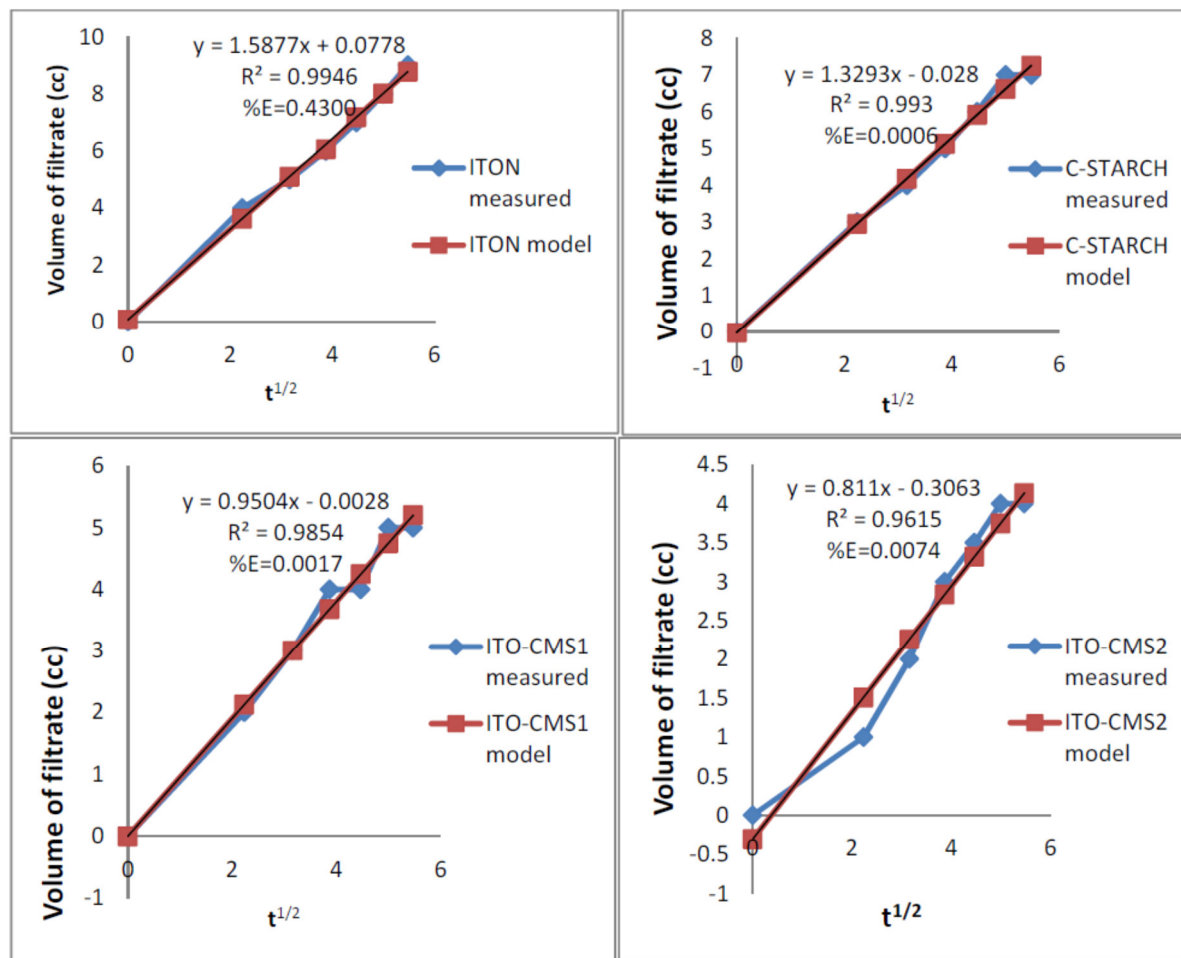 10
8
6
4
2
0
0
2
4
6
Volume of filtrate (cc)
t1/2
y = 1.5877x + 0.0778
R² = 0.9946
%E=0.4300
ITON
measured
ITON model
8
7
6
5
4
3
2
1
0
-1
0
2
4
6
Volume of filtrate (cc)
t1/2
y = 1.3293x - 0.028
R² = 0.993
%E=0.0006
C-STARCH
measured
C-STARCH
model
6
5
4
3
2
1
0
-1
0
2
4
6
Volume of filtrate (cc)
t1/2
y = 0.9504x - 0.0028
R² = 0.9854
%E=0.0017
ITO-CMS1
measured
ITO-CMS1
model
4.5
4
3.5
3
2.5
2
1.5
1
0.5
0
-0.5
-1
0
2
4
6
Volume of filtrate (cc)
t1/2
y = 0.811x - 0.3063
R² = 0.9615
%E=0.0074
ITO-CMS2
measured
ITO-CMS2
model